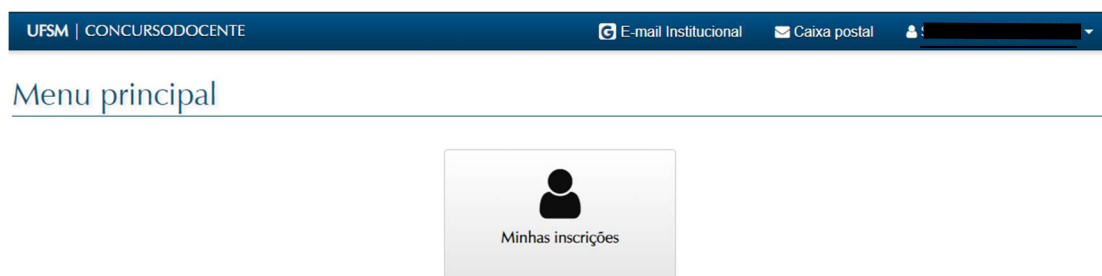 UFSM | CONCURSODOCENTE E-mail Institucional Caixa postal
Menu principal
Minhas inscrições